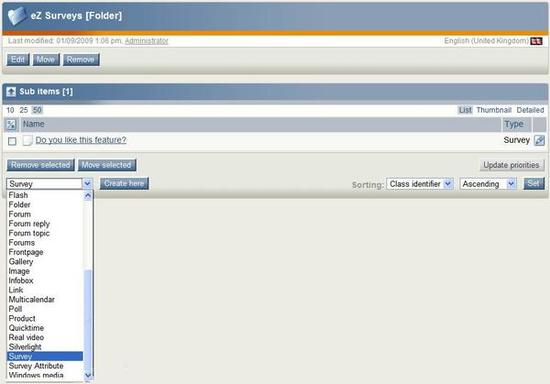 eZ Surveys [Folder]
Last modified: 01/09/2009 1:06 pm, Administrator English (United Kingdom)
Edit Move Remove
Sub items [1]
10 25 50 List Thumbnail Detailed
Name Type
Do you like this feature? Survey
Remove selected Move selected Update priorities
Survey Create here Sorting: Class identifier Ascending Set
Flash
Folder
Forum
Forum reply
Forum topic
Forums
Frontpage
Gallery
Image
Infobox
Link
Multicalendar
Poll
Product
Quicktime
Real video
Silverlight
Survey
Survey Attribute
Windows media